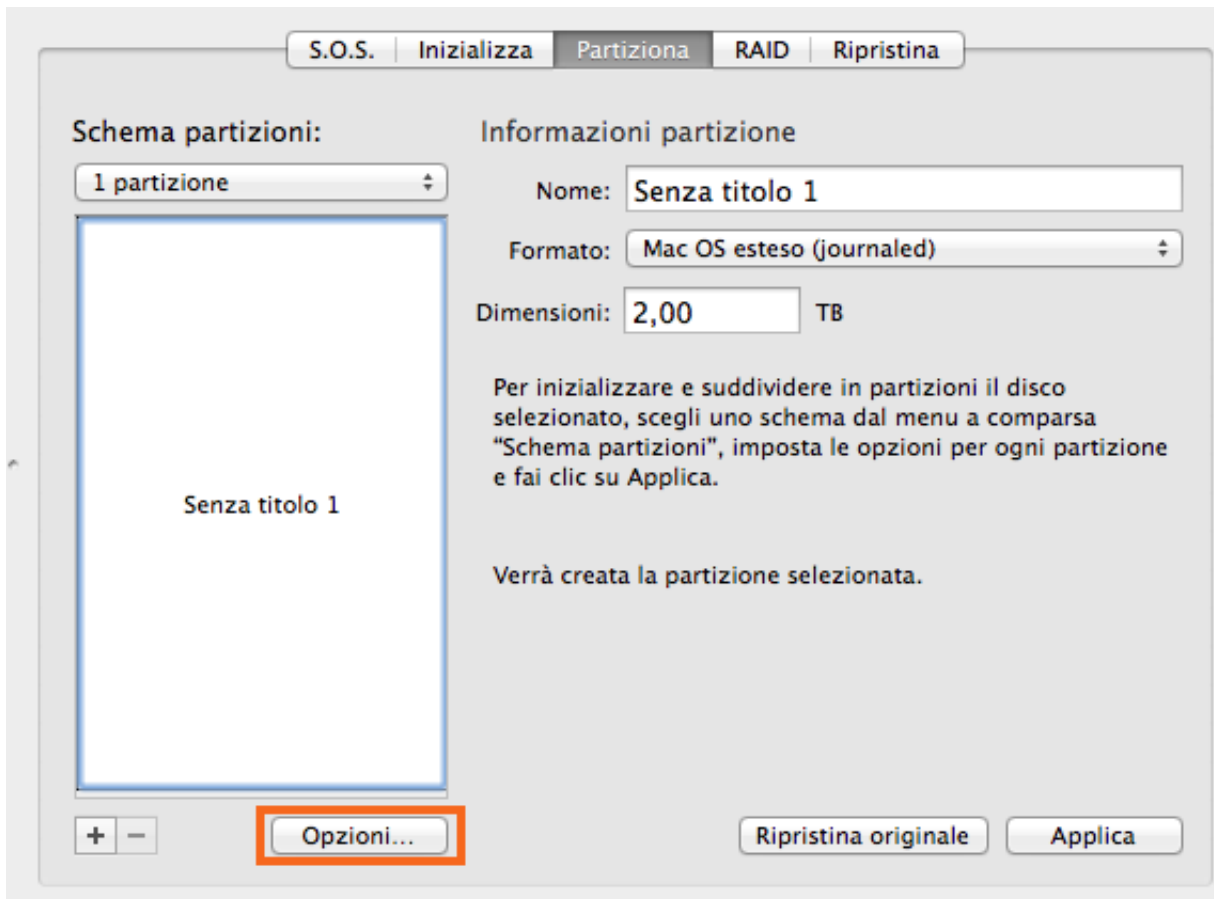 S.O.S. Inizializza Partiziona RAID Ripristina
Schema partizioni:
1 partizione
Senza titolo 1
+ −
Opzioni...
Informazioni partizione
Nome: Senza titolo 1
Formato: Mac OS esteso (journaled)
Dimensioni: 2,00 TB
Per inizializzare e suddividere in partizioni il disco
selezionato, scegli uno schema dal menu a comparsa
“Schema partizioni”, imposta le opzioni per ogni partizione
e fai clic su Applica.
Verrà creata la partizione selezionata.
Ripristina originale Applica